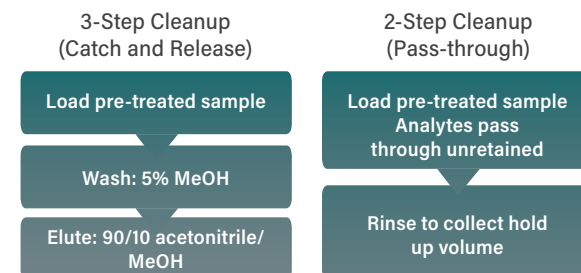 3-Step Cleanup
(Catch and Release)
Load pre-treated sample
Wash: 5% MeOH
Elute: 90/10 acetonitrile/
MeOH
2-Step Cleanup
(Pass-through)
Load pre-treated sample
Analytes pass
through unretained
Rinse to collect hold
up volume